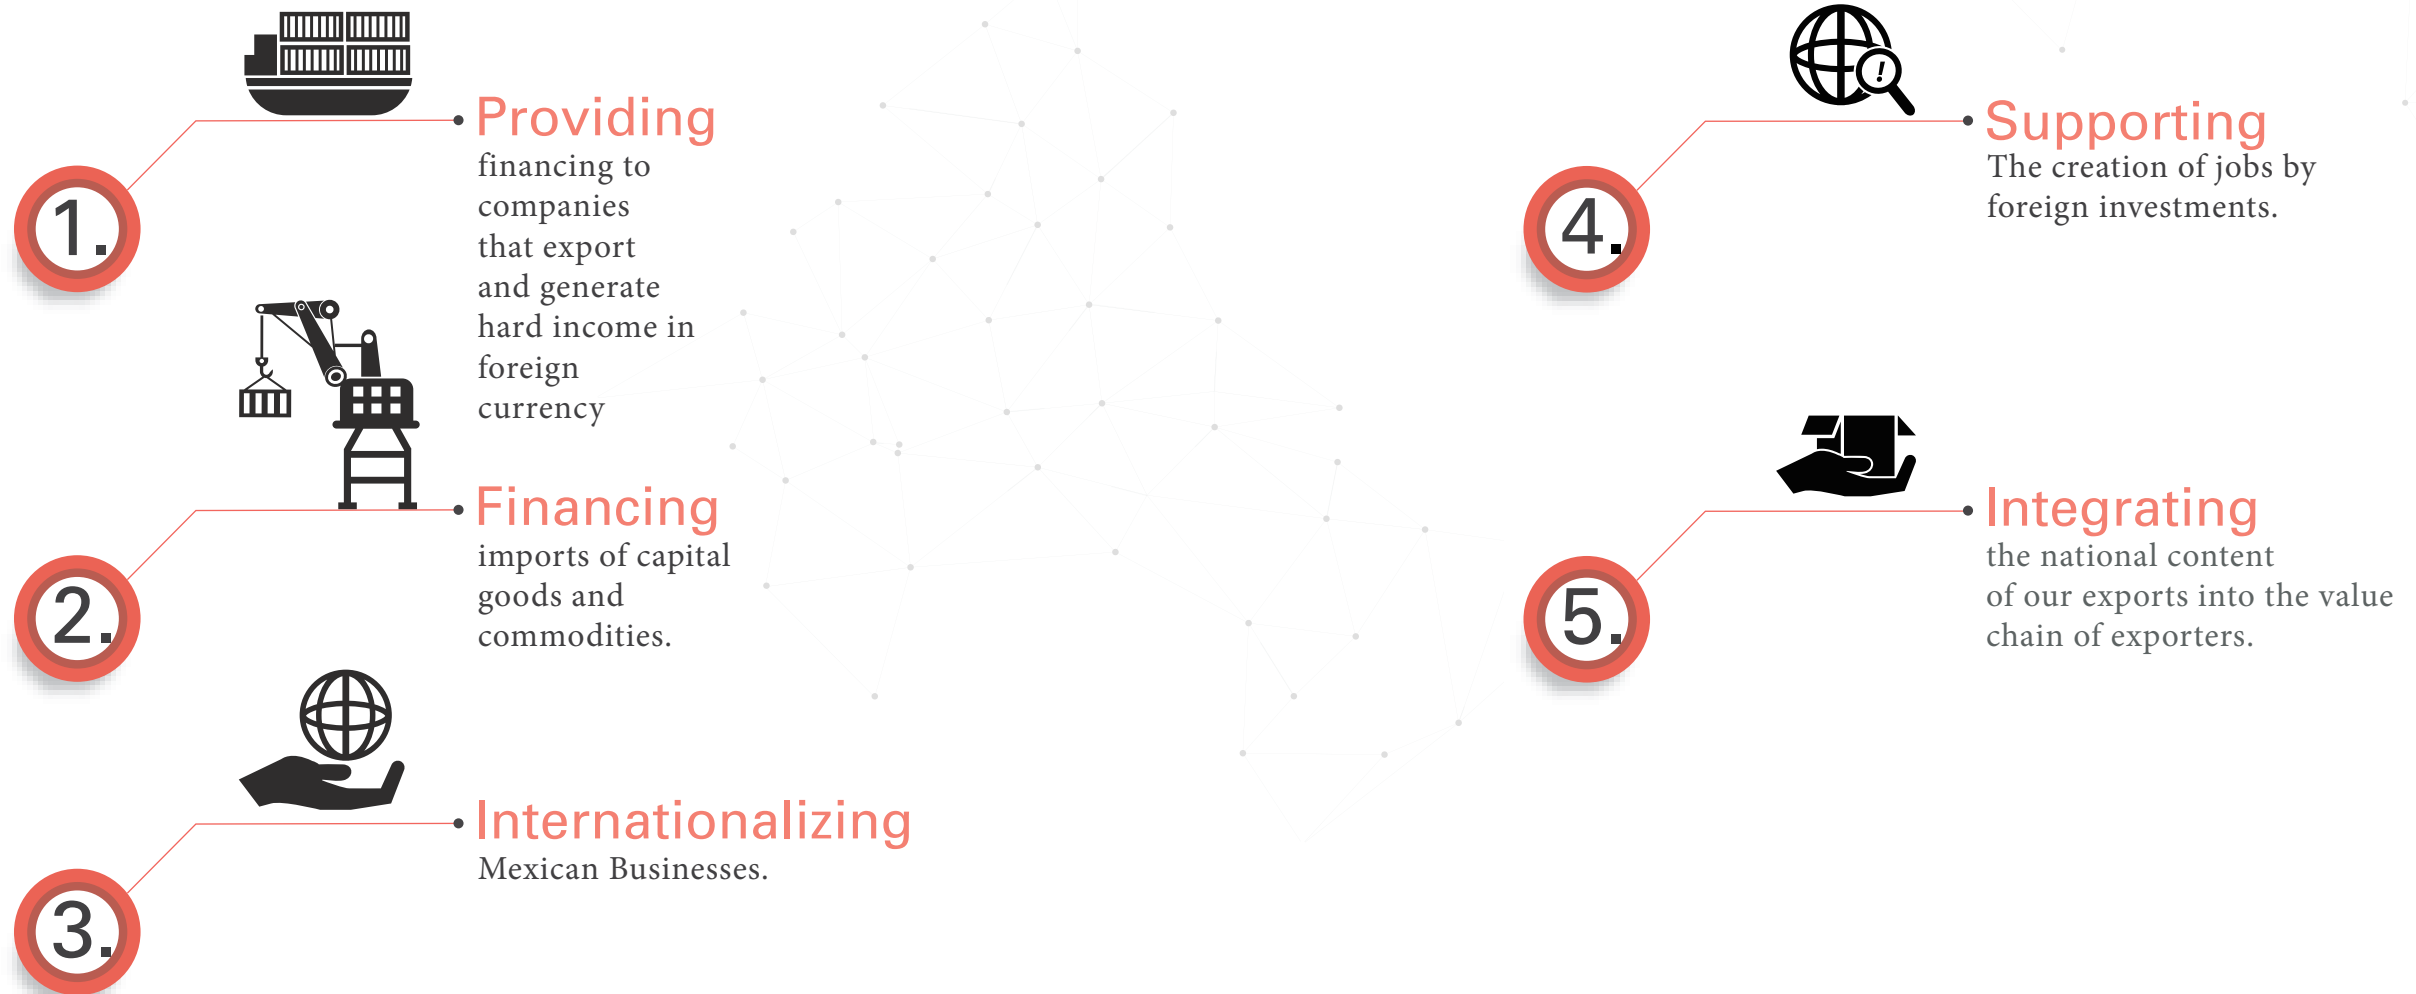 1.
Providing
financing to
companies
that export
and generate
hard income in
foreign
currency
2.
Financing
imports of capital
goods and
commodities.
3.
Internationalizing
Mexican Businesses.
4.
Supporting
The creation of jobs by
foreign investments.
5.
Integrating
the national content
of our exports into the value
chain of exporters.